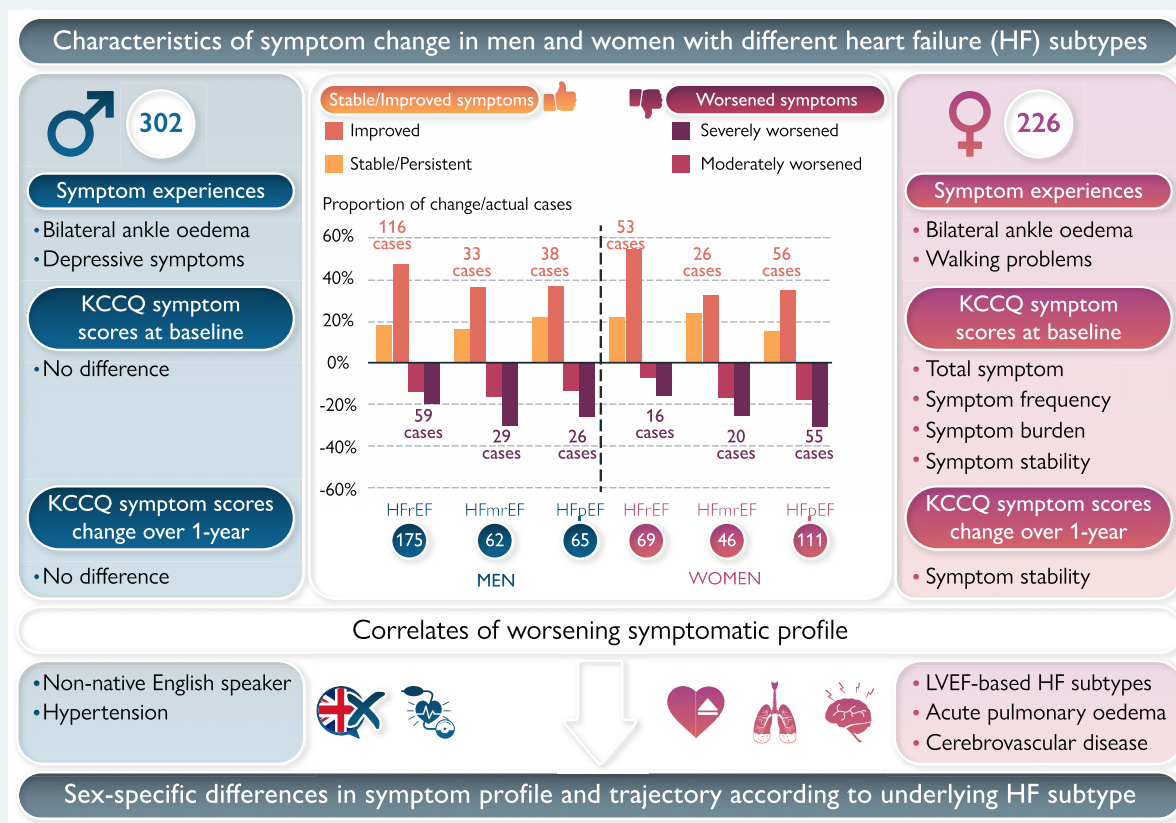 Characteristics of symptom change in men and women with different heart failure (HF) subtypes
302
Symptom experiences
•Bilateral ankle oedema
•Depressive symptoms
KCCQ symptom
scores at baseline
•No difference
KCCQ symptom scores
change over 1-year
•No difference
Stable/Improved symptoms
Improved
Stable/Persistent
Worsened symptoms
Severely worsened
Moderately worsened
Proportion of change/actual cases
60%
40%
20%
0%
-20%
-40%
-60%
116
cases
33
cases
38
cases
53
cases
26
cases
56
cases
59
cases
29
cases
26
cases
16
cases
20
cases
55
cases
HFrEF
HFmrEF
HFpEF
HFrEF
HFmrEF
HFpEF
175
62
65
69
46
111
MEN
WOMEN
226
Symptom experiences
• Bilateral ankle oedema
• Walking problems
KCCQ symptom
scores at baseline
• Total symptom
• Symptom frequency
• Symptom burden
• Symptom stability
KCCQ symptom scores
change over 1-year
• Symptom stability
Correlates of worsening symptomatic profile
•Non-native English speaker
•Hypertension
• LVEF-based HF subtypes
• Acute pulmonary oedema
• Cerebrovascular disease
Sex-specific differences in symptom profile and trajectory according to underlying HF subtype